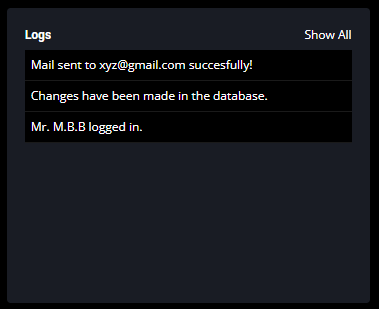 Logs
Show All
Mail sent to xyz@gmail.com succesfully!
Changes have been made in the database.
Mr. M.B.B logged in.